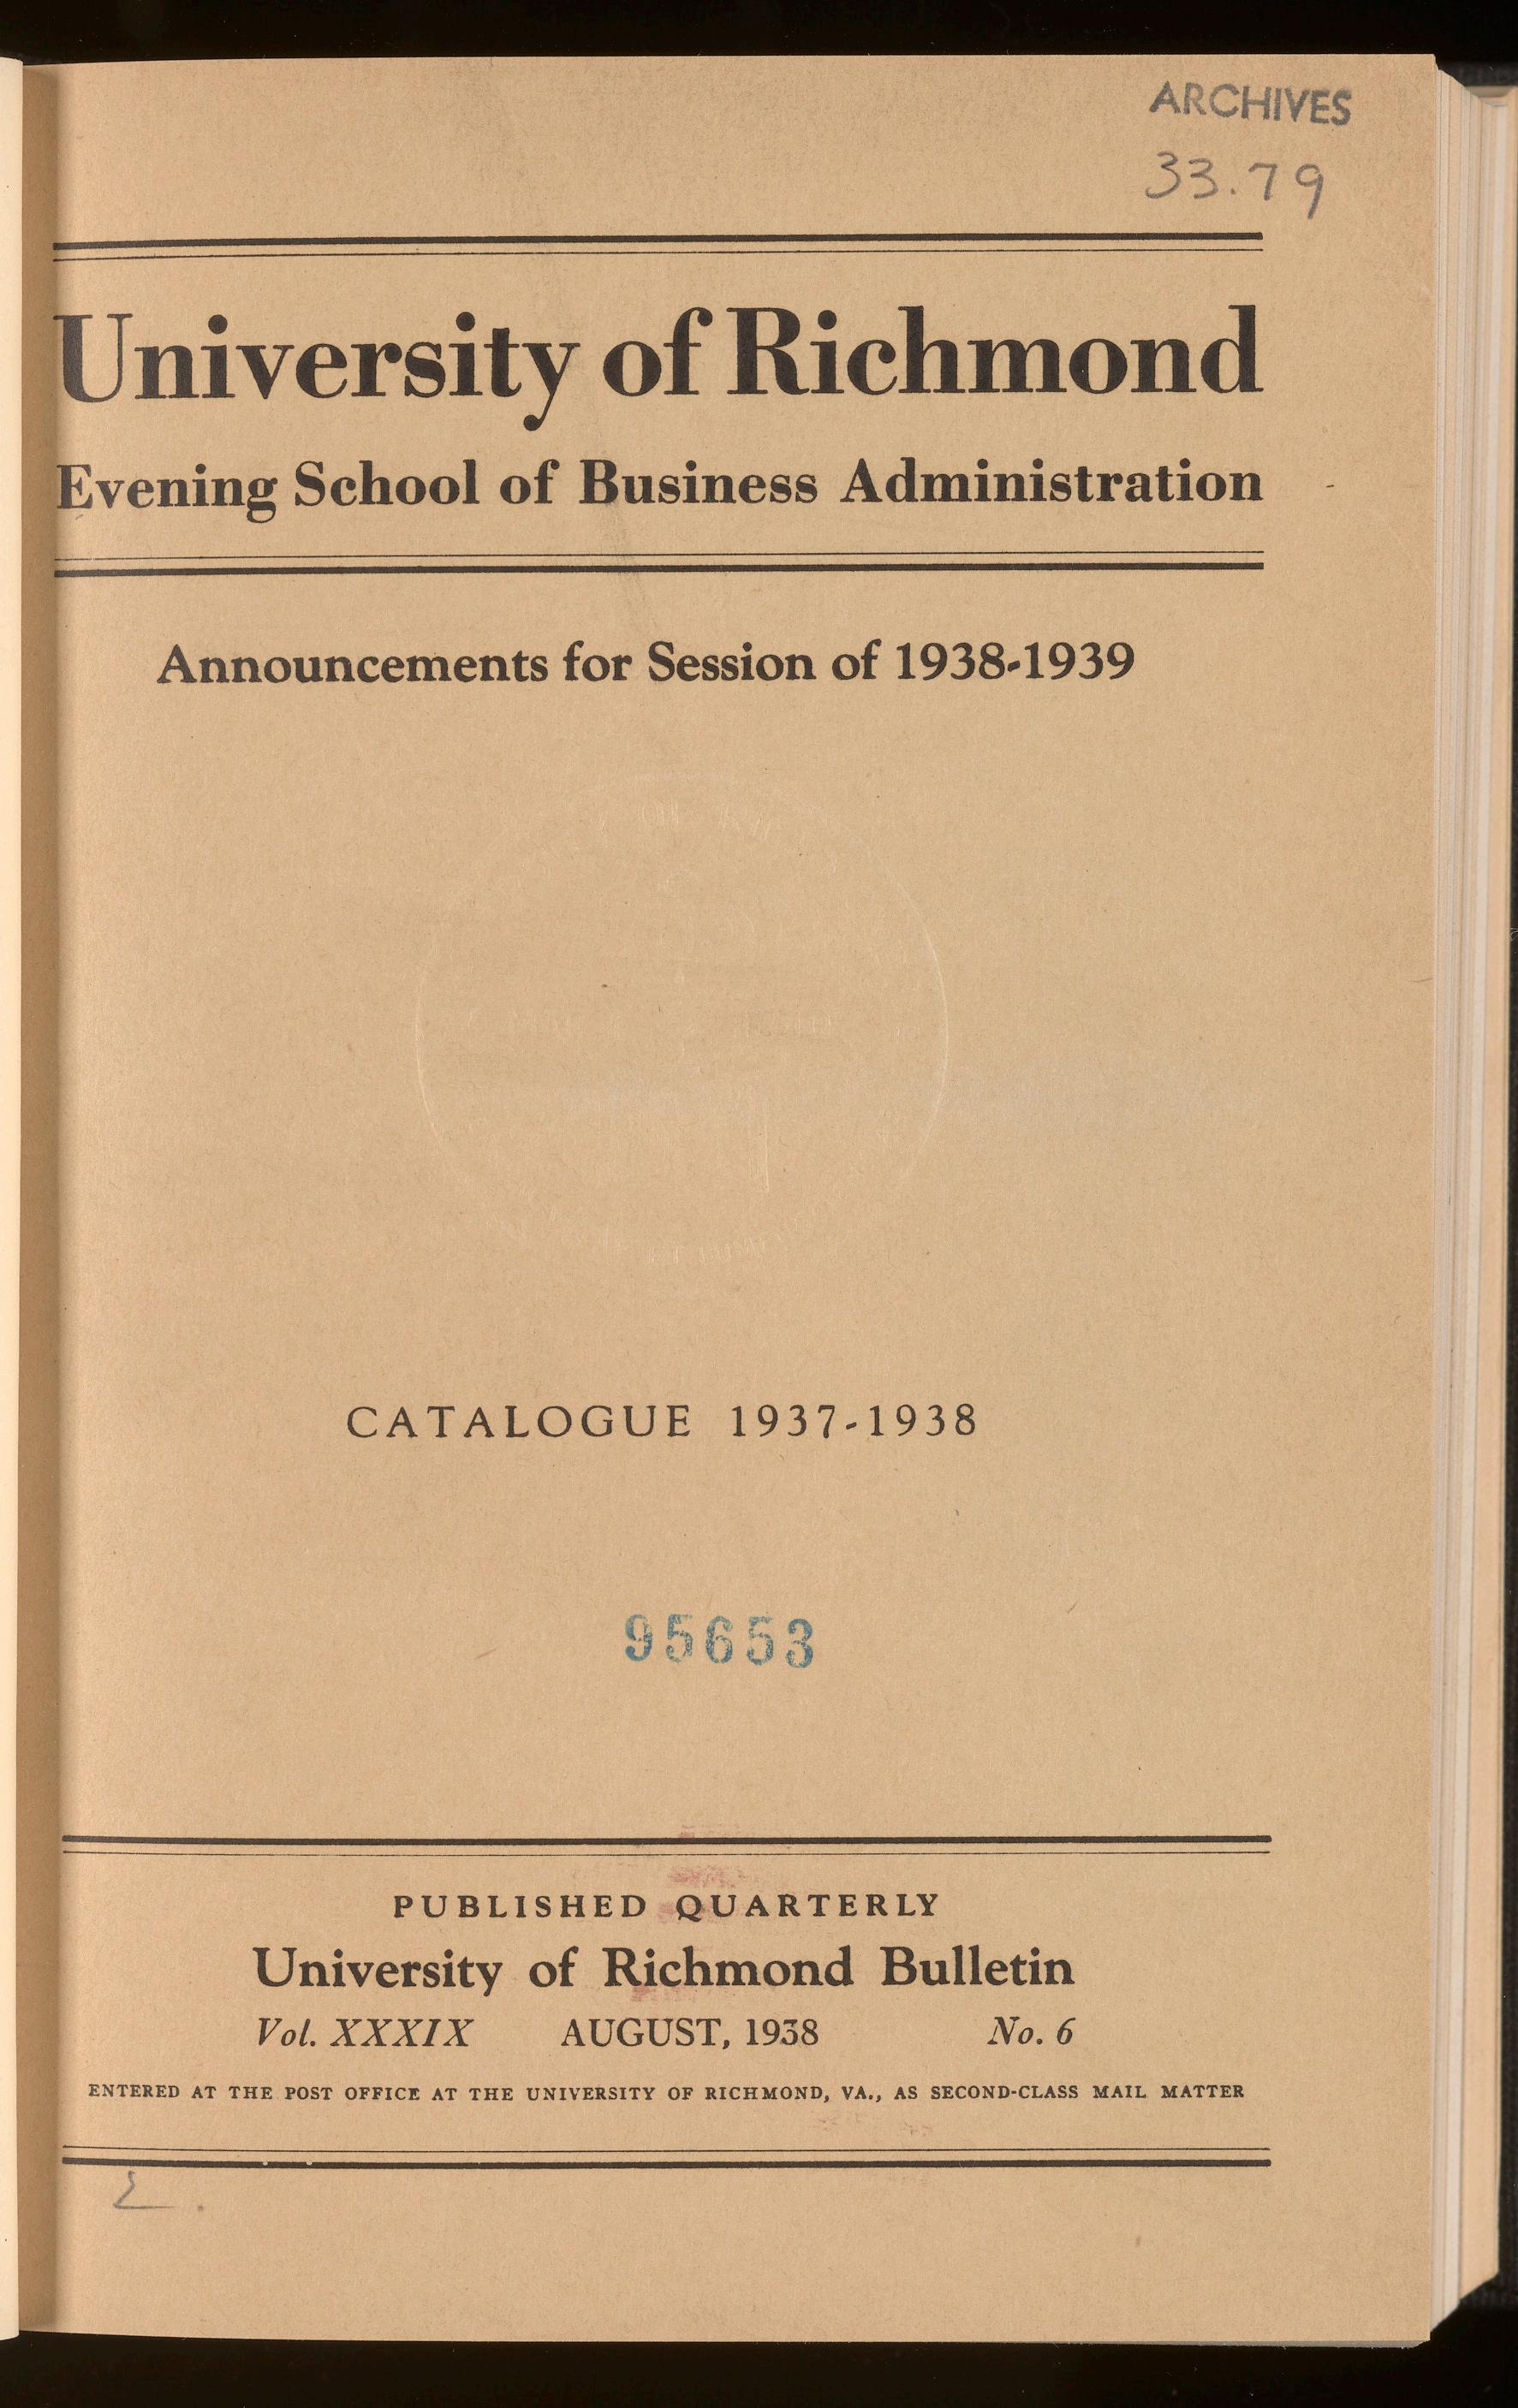 ARCHIVES
33.79
University of Richmond
Evening School of Business Administration
Announcements for Session of 1938-1939
CATALOGUE 1937-1938
95653
PUBLISHED QUARTERLY
University of Richmond Bulletin
Vol. XXXIX AUGUST, 1938 No. 6
ENTERED AT THE POST OFFICE AT THE UNIVERSITY OF RICHMOND, VA., AS SECOND-CLASS MAIL MATTER